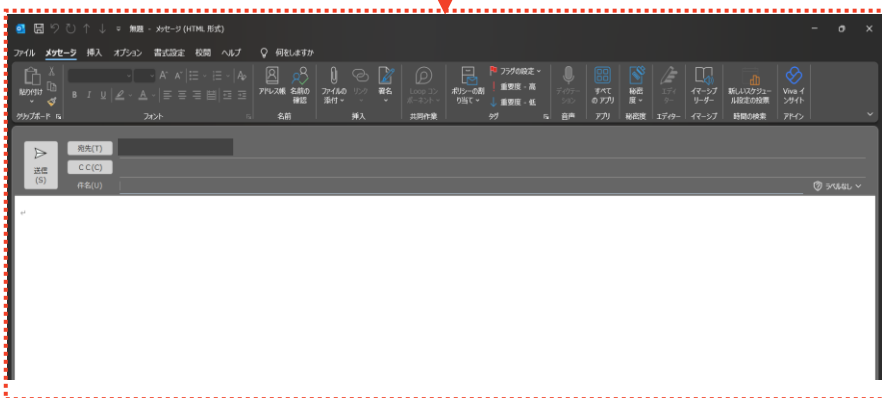 無題 - メッセージ (HTML 形式)
ファイル メッセージ 挿入 オプション 書式設定 校閲 ヘルプ 何をしますか
貼り付け
B I U A
アドレス帳 名前の確認
ファイルの添付 リンク 署名
Loop コンポーネント
ポリシーの割り当て
フラグの設定
重要度 - 高
重要度 - 低
ディクテーション
すべてのアプリ
秘密度
エディター
イマーシブ リーダー
新しいスケジュール設定の投票
Viva インサイト
クリップボード フォント 名前 挿入 共同作業 タグ 音声 アプリ 秘密度 エディター イマーシブ 時間の検索 アドイン
送信(S)
宛先(T)
CC(C)
件名(U)
ラベルなし